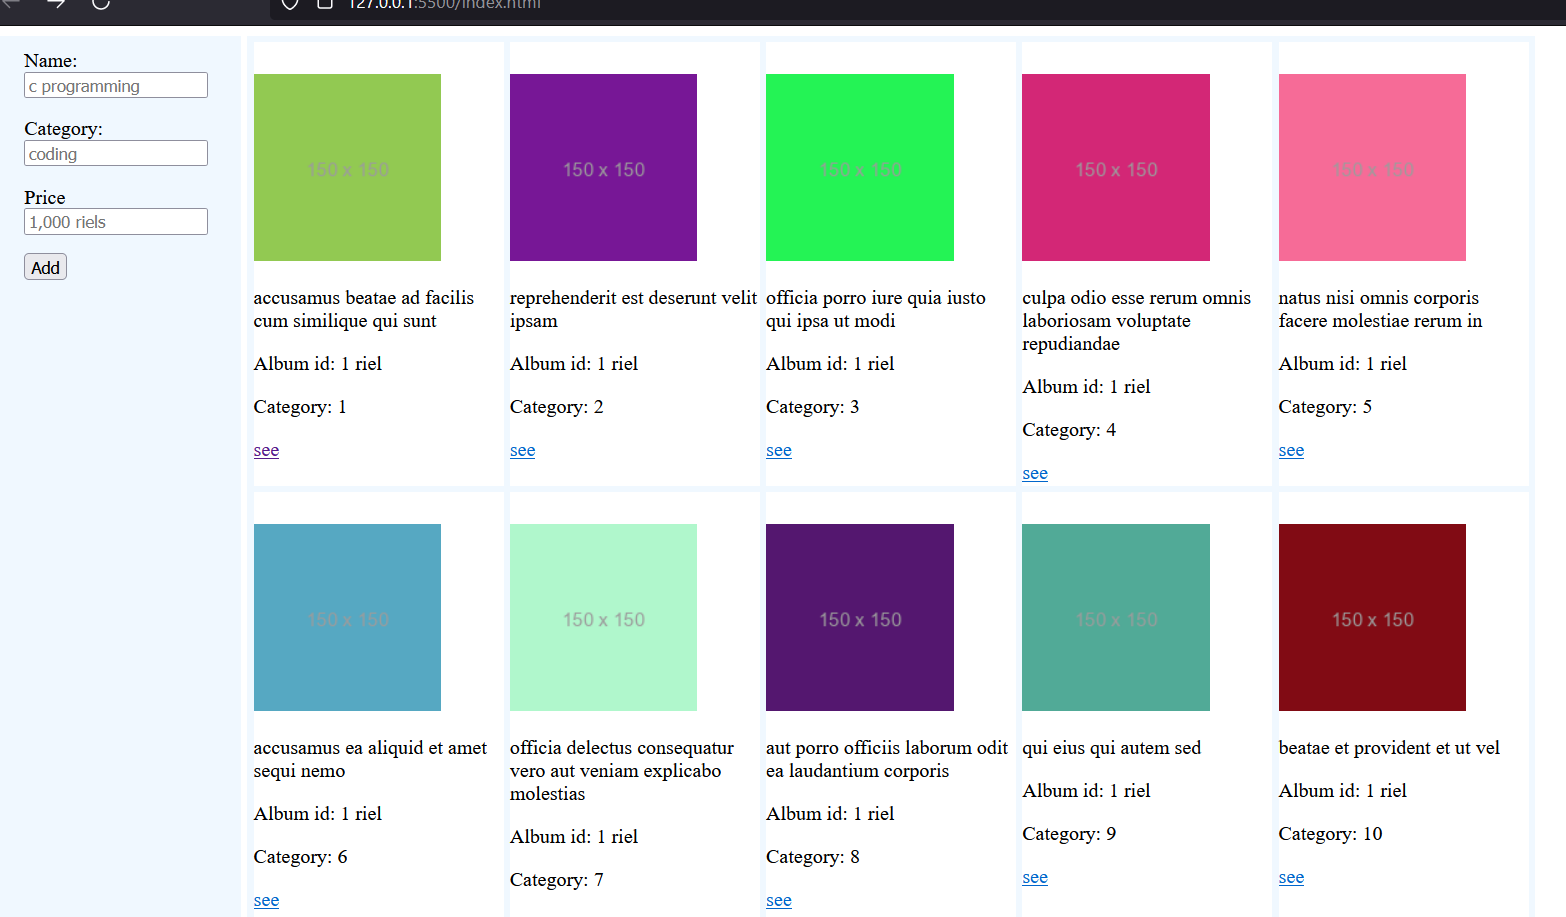 127.0.0.1:5500/index.html
Name:
c programming
Category:
coding
Price
1,000 riels
Add
150 x 150
accusamus beatae ad facilis
cum similique qui sunt
Album id: 1 riel
Category: 1
see
150 x 150
reprehenderit est deserunt velit
ipsam
Album id: 1 riel
Category: 2
see
150 x 150
officia porro iure quia iusto
qui ipsa ut modi
Album id: 1 riel
Category: 3
see
150 x 150
culpa odio esse rerum omnis
laboriosam voluptate
repudiandae
Album id: 1 riel
Category: 4
see
150 x 150
natus nisi omnis corporis
facere molestiae rerum in
Album id: 1 riel
Category: 5
see
150 x 150
accusamus ea aliquid et amet
sequi nemo
Album id: 1 riel
Category: 6
see
150 x 150
officia delectus consequatur
vero aut veniam explicabo
molestias
Album id: 1 riel
Category: 7
150 x 150
aut porro officiis laborum odit
ea laudantium corporis
Album id: 1 riel
Category: 8
see
150 x 150
qui eius qui autem sed
Album id: 1 riel
Category: 9
see
150 x 150
beatae et provident et ut vel
Album id: 1 riel
Category: 10
see